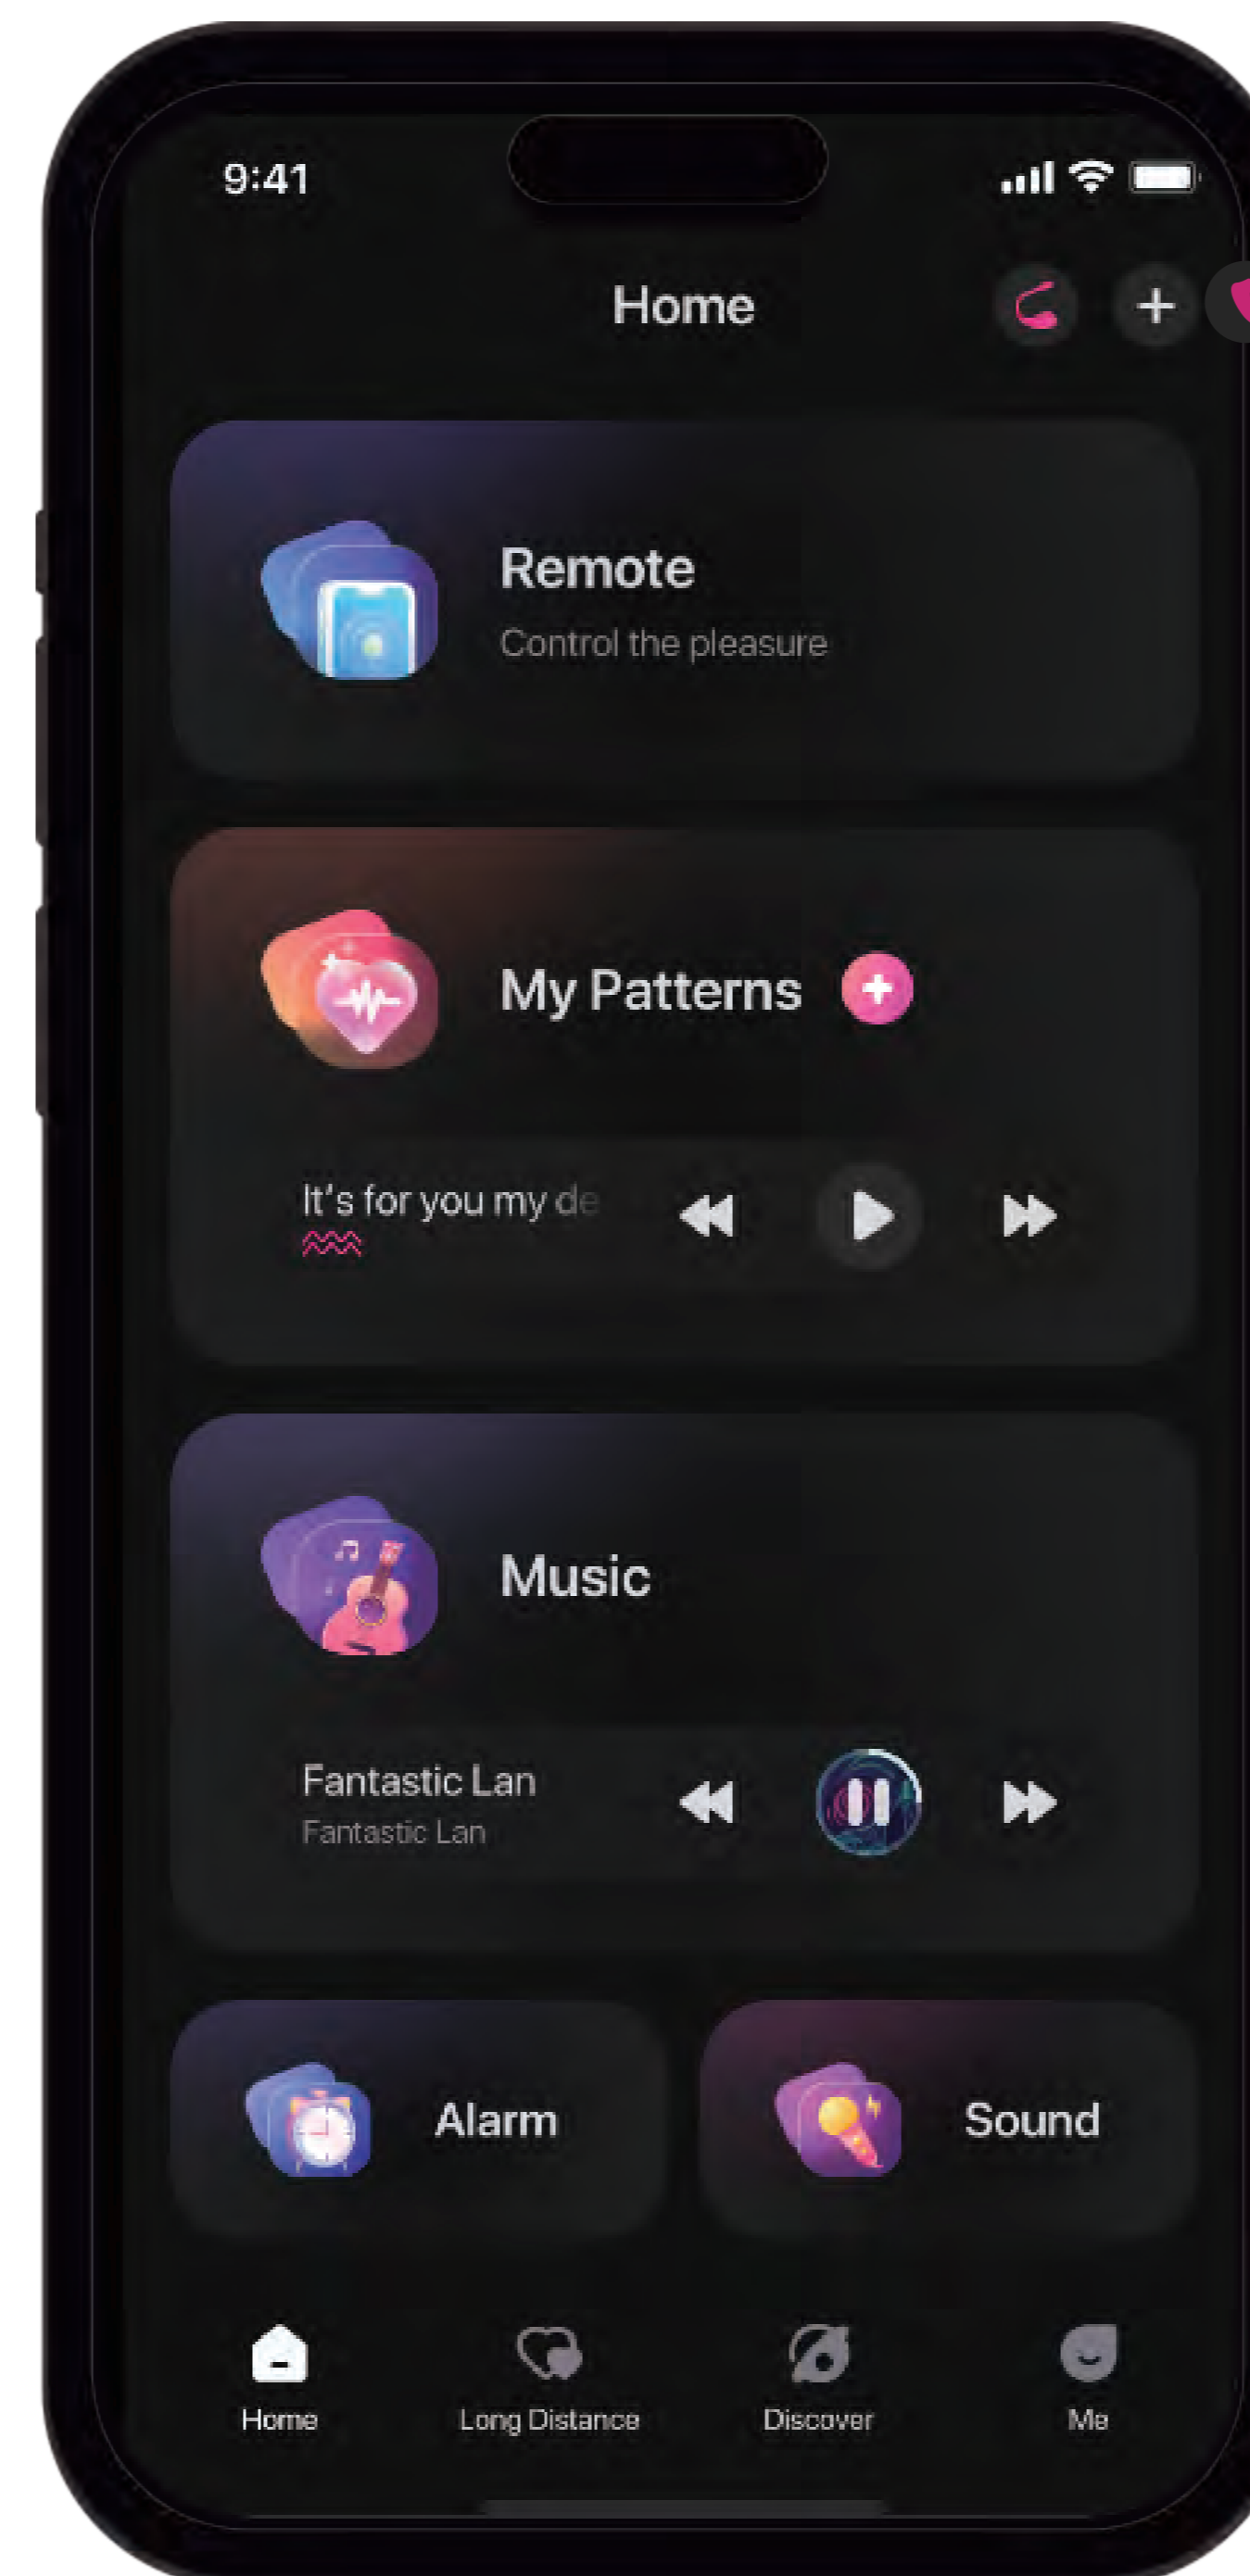 9:41
Home
Remote
Control the pleasure
My Patterns
It's for you my de
Music
Fantastic Lan
Fantastic Lan
Alarm
Sound
Home
Long Distance
Discover
Me